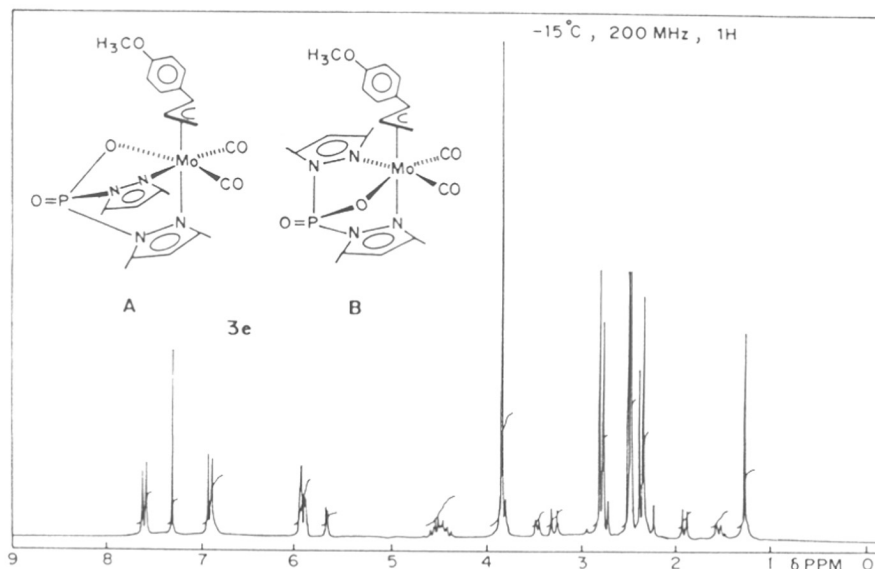 -15°C, 200 MHz, 1H
H₃CO
O
Mo
CO
CO
O=P
N
N
N
N
A
H₃CO
N
N
Mo
CO
CO
O=P
O
N
N
B
3e
9 8 7 6 5 4 3 2 1 δ PPM 0